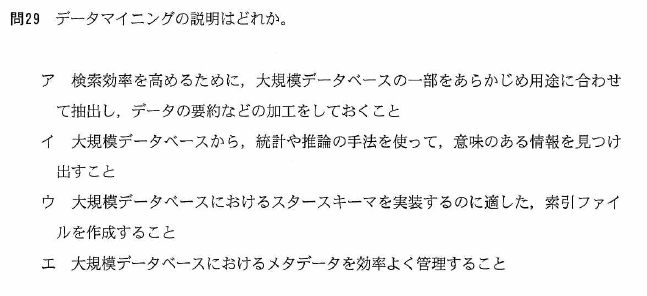 問29 データマイニングの説明はどれか。
ア 検索効率を高めるために，大規模データベースの一部をあらかじめ用途に合わせ
て抽出し，データの要約などの加工をしておくこと
イ 大規模データベースから，統計や推論の手法を使って，意味のある情報を見つけ
出すこと
ウ 大規模データベースにおけるスタースキーマを実装するのに適した，索引ファイ
ルを作成すること
エ 大規模データベースにおけるメタデータを効率よく管理すること